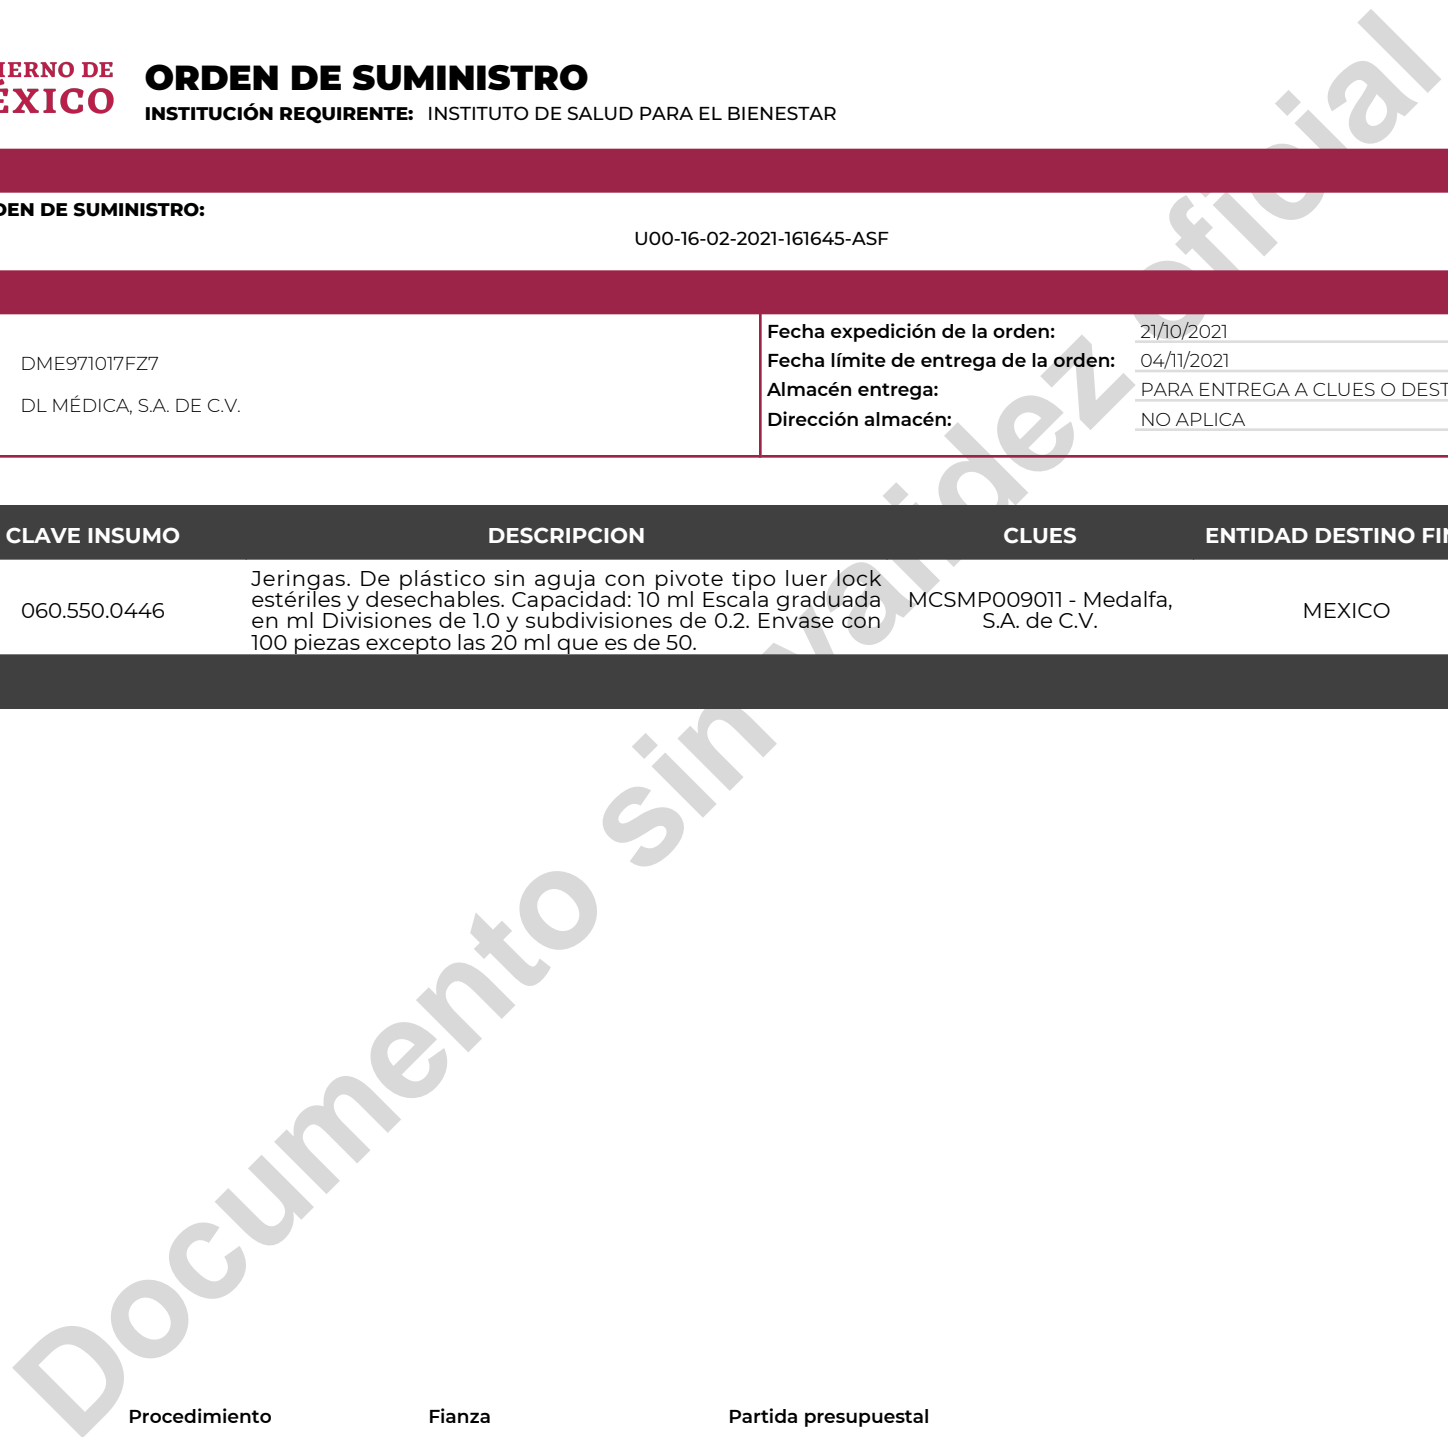 IERNO DE
ÉXICO
ORDEN DE SUMINISTRO
INSTITUCIÓN REQUIRENTE: INSTITUTO DE SALUD PARA EL BIENESTAR
DEN DE SUMINISTRO:
U00-16-02-2021-161645-ASF
DME971017FZ7
DL MÉDICA, S.A. DE C.V.
Fecha expedición de la orden: 21/10/2021
Fecha límite de entrega de la orden: 04/11/2021
Almacén entrega: PARA ENTREGA A CLUES O DEST
Dirección almacén: NO APLICA
CLAVE INSUMO DESCRIPCION CLUES ENTIDAD DESTINO FIN
060.550.0446
Jeringas. De plástico sin aguja con pivote tipo luer lock
estériles y desechables. Capacidad: 10 ml Escala graduada
en ml Divisiones de 1.0 y subdivisiones de 0.2. Envase con
100 piezas excepto las 20 ml que es de 50.
MCSMP009011 - Medalfa,
S.A. de C.V.
MEXICO
Documento sin validez oficial
Procedimiento Fianza Partida presupuestal